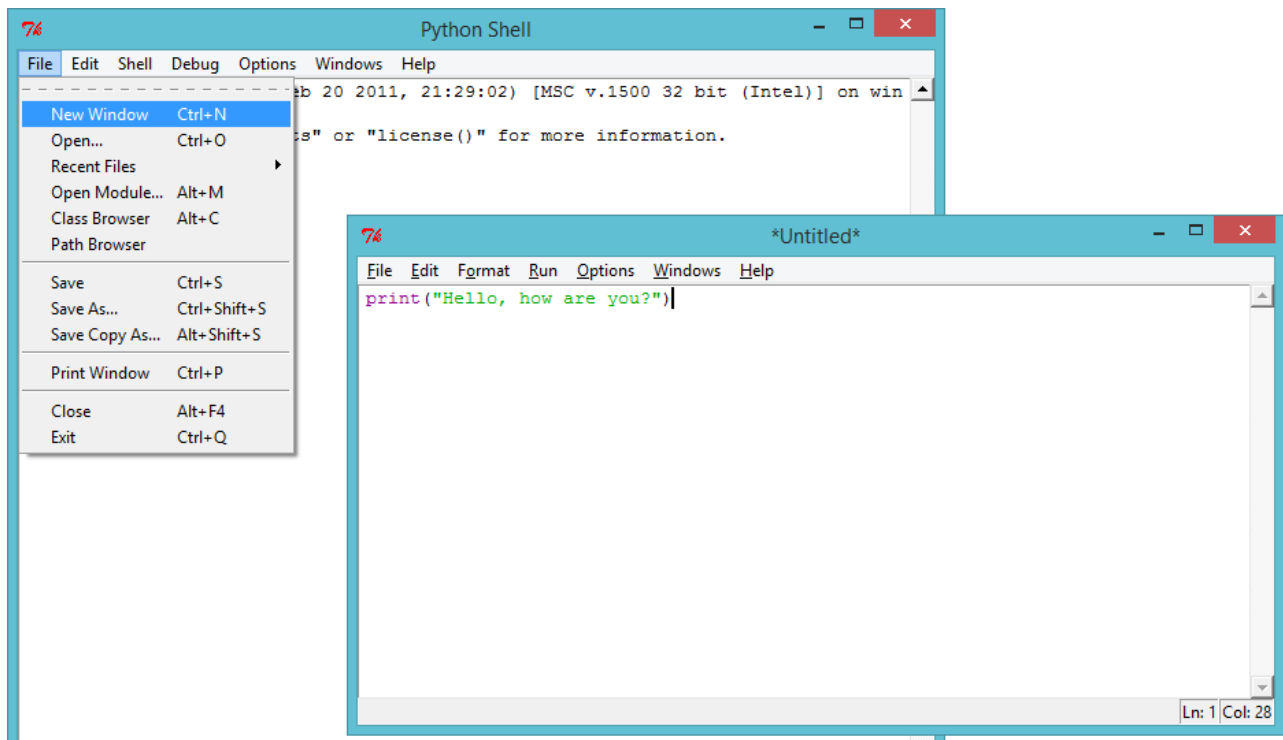 Python Shell
File Edit Shell Debug Options Windows Help
eb 20 2011, 21:29:02) [MSC v.1500 32 bit (Intel)] on win
ts" or "license()" for more information.
New Window Ctrl+N
Open... Ctrl+O
Recent Files
Open Module... Alt+M
Class Browser Alt+C
Path Browser
Save Ctrl+S
Save As... Ctrl+Shift+S
Save Copy As... Alt+Shift+S
Print Window Ctrl+P
Close Alt+F4
Exit Ctrl+Q
*Untitled*
File Edit Format Run Options Windows Help
print("Hello, how are you?")
Ln: 1 Col: 28